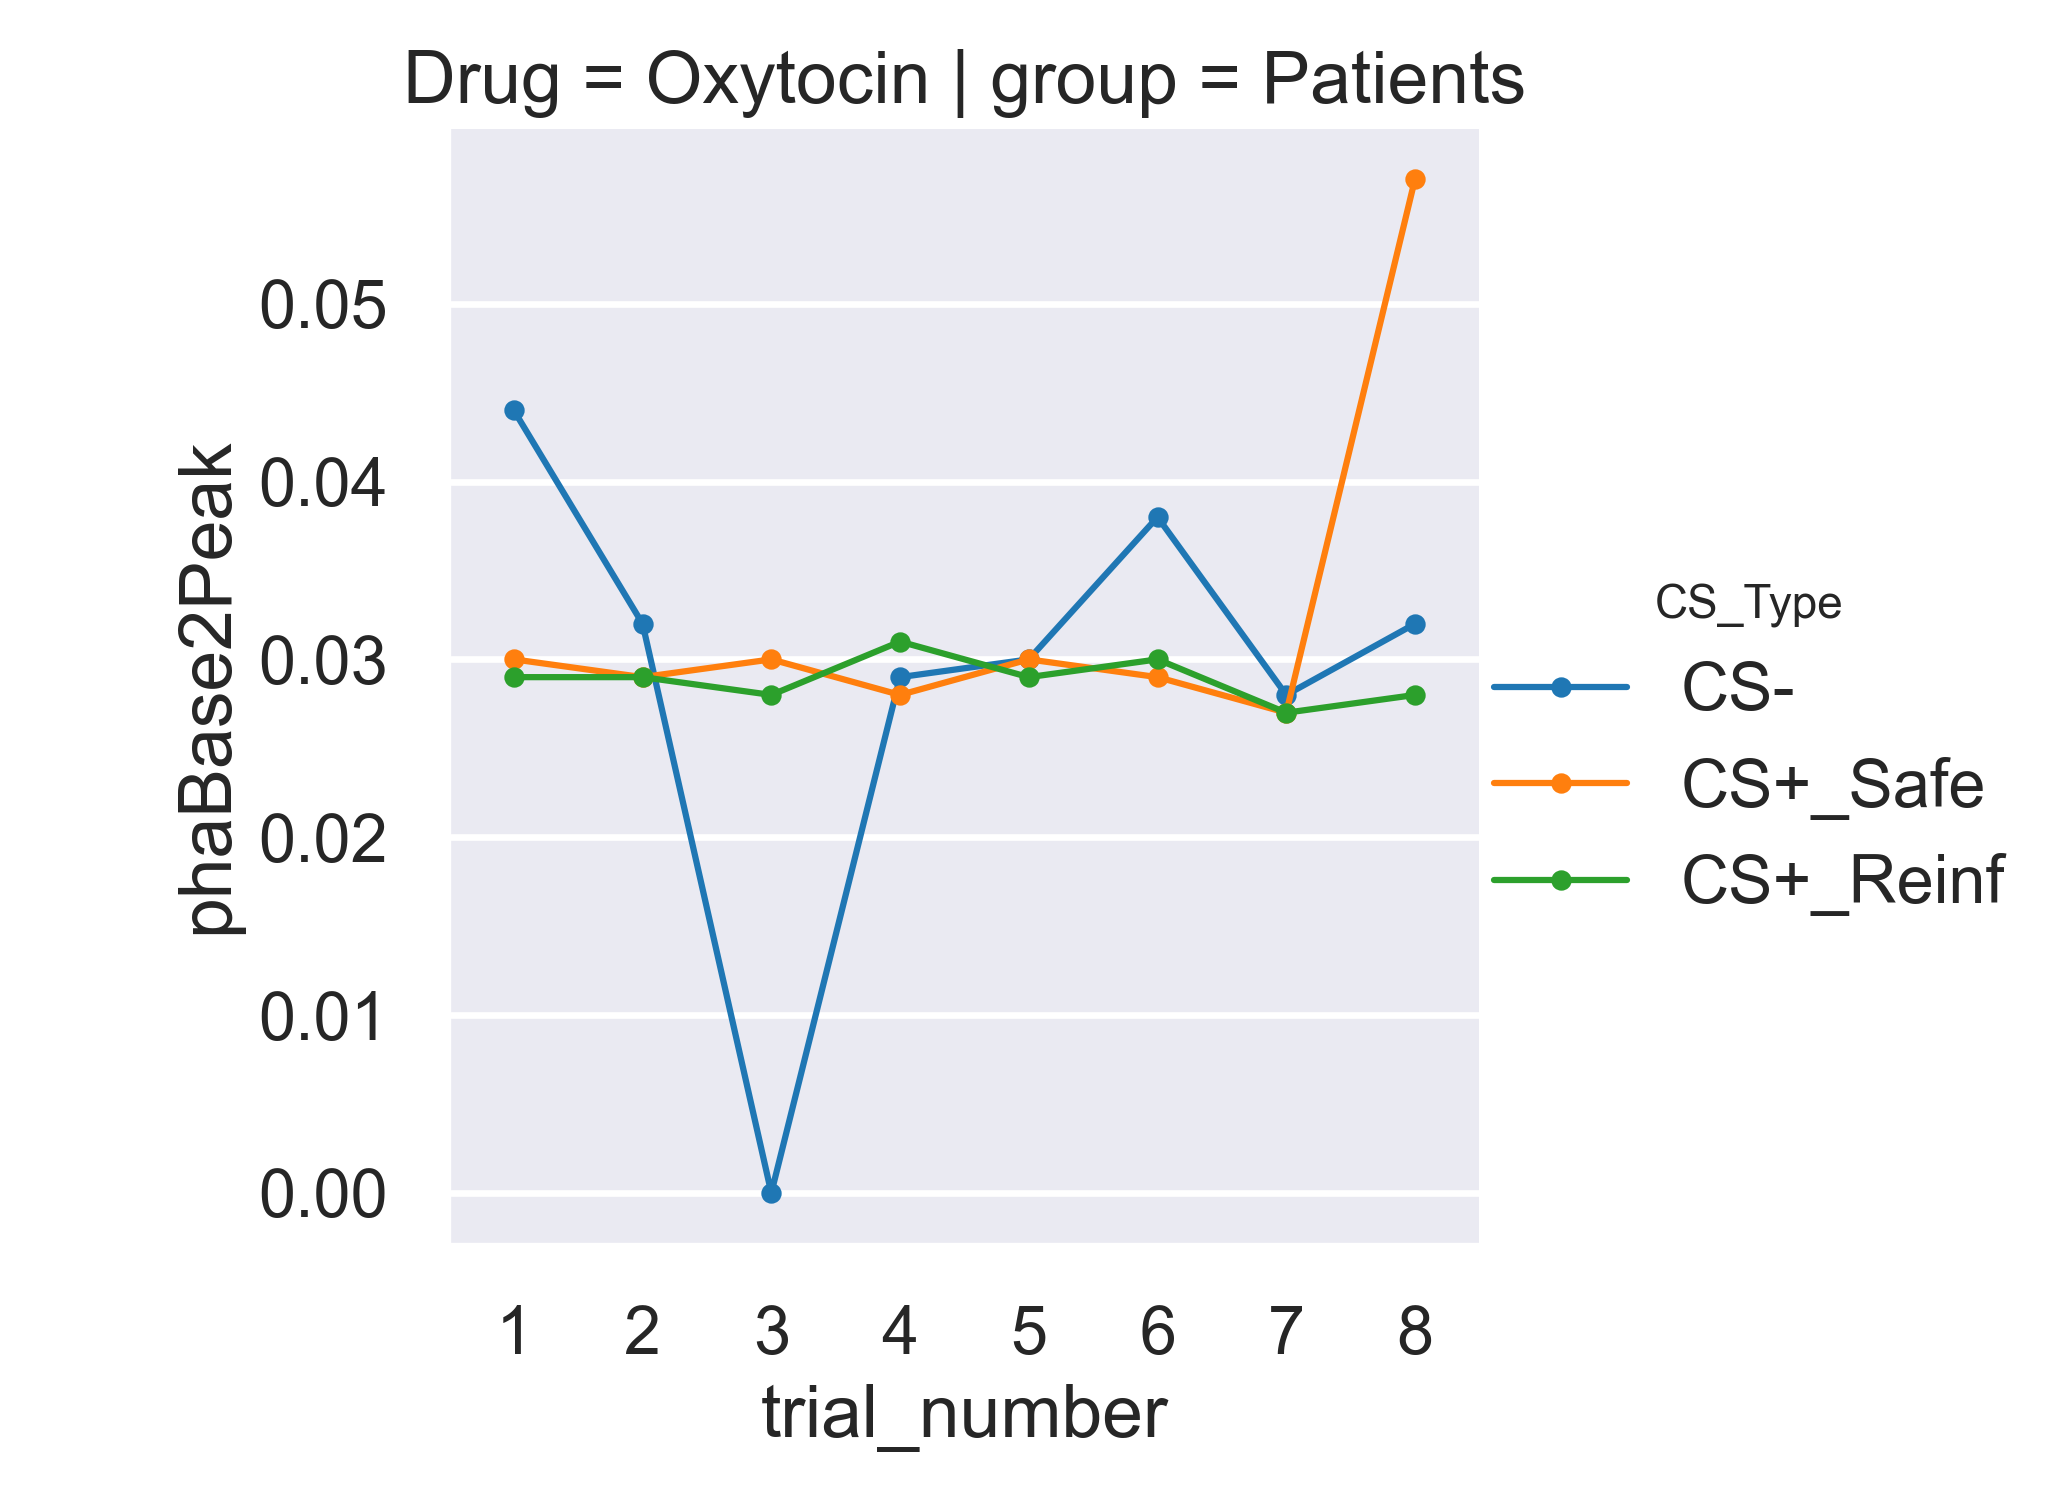 Drug = Oxytocin | group = Patients
phaBase2Peak
0.05
0.04
0.03
0.02
0.01
0.00
1 2 3 4 5 6 7 8
trial_number
CS_Type
CS-
CS+_Safe
CS+_Reinf